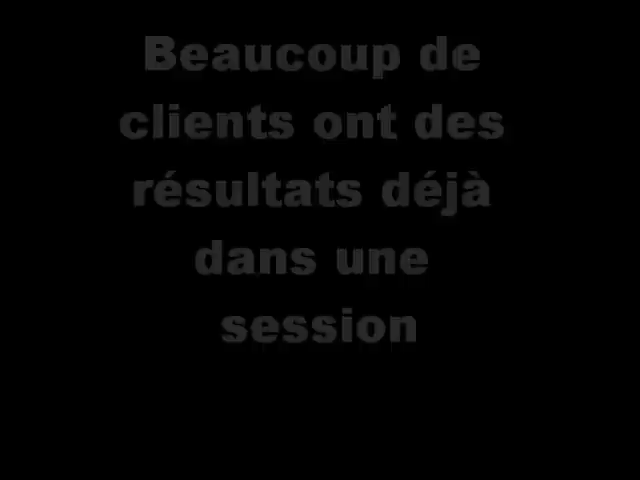 Beaucoup de
clients ont des
résultats déjà
dans une
session